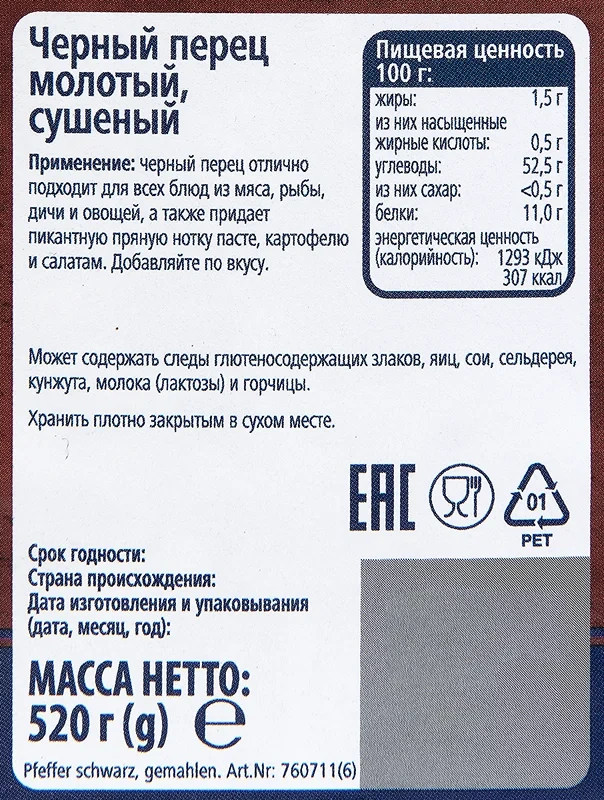 Черный перец
молотый,
сушеный
Применение: черный перец отлично
подходит для всех блюд из мяса, рыбы,
дичи и овощей, а также придает
пикантную пряную нотку пасте, картофелю
и салатам. Добавляйте по вкусу.
Пищевая ценность
100 г:
жиры: 1,5 г
из них насыщенные
жирные кислоты: 0,5 г
углеводы: 52,5 г
из них сахар: <0,5 г
белки: 11,0 г
энергетическая ценность
(калорийность): 1293 кДж
307 ккал
Может содержать следы глютеносодержащих злаков, яиц, сои, сельдерея,
кунжута, молока (лактозы) и горчицы.
Хранить плотно закрытым в сухом месте.
EAC
01
PET
Срок годности:
Страна происхождения:
Дата изготовления и упаковывания
(дата, месяц, год):
МАССА НЕТТО:
520 г (g) ℮
Pfeffer schwarz, gemahlen. Art.Nr: 760711(6)